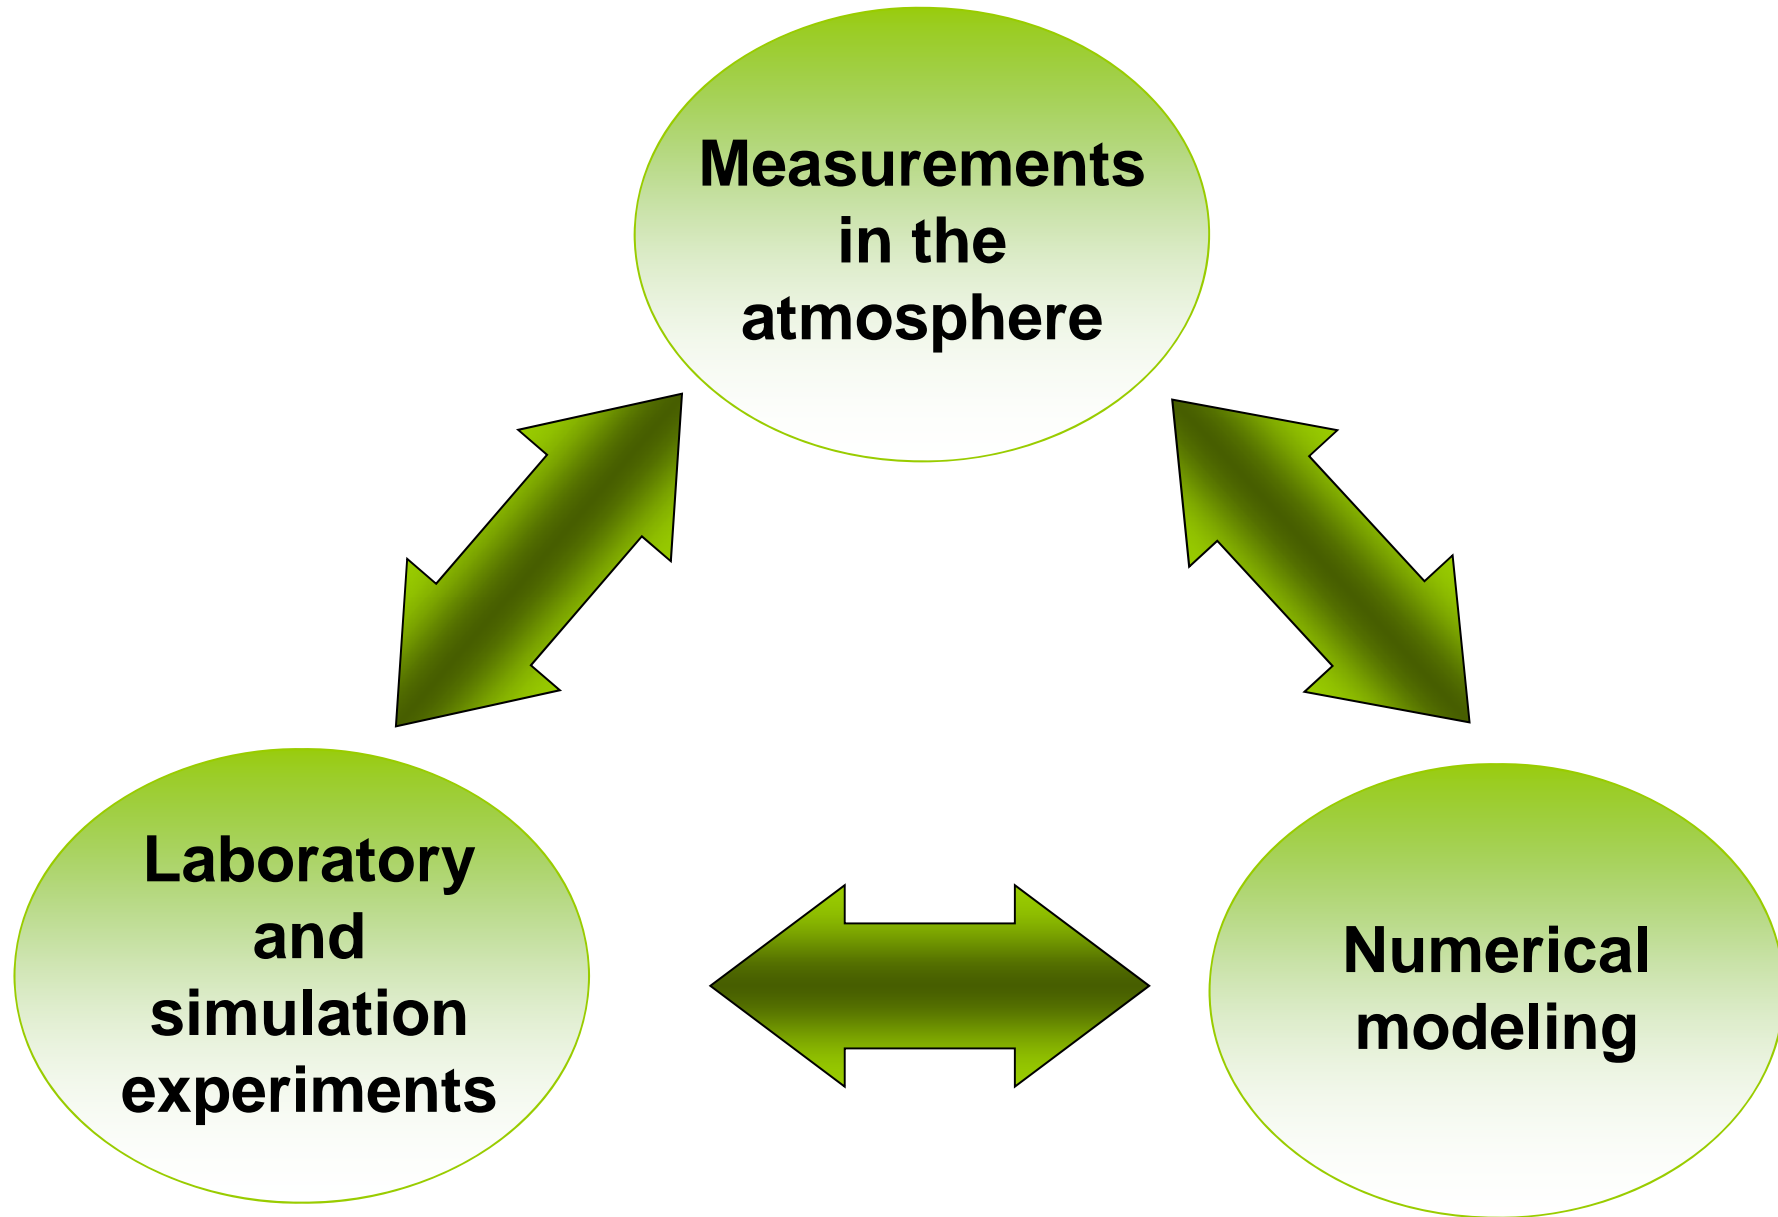 Measurements
in the
atmosphere
Laboratory
and
simulation
experiments
Numerical
modeling